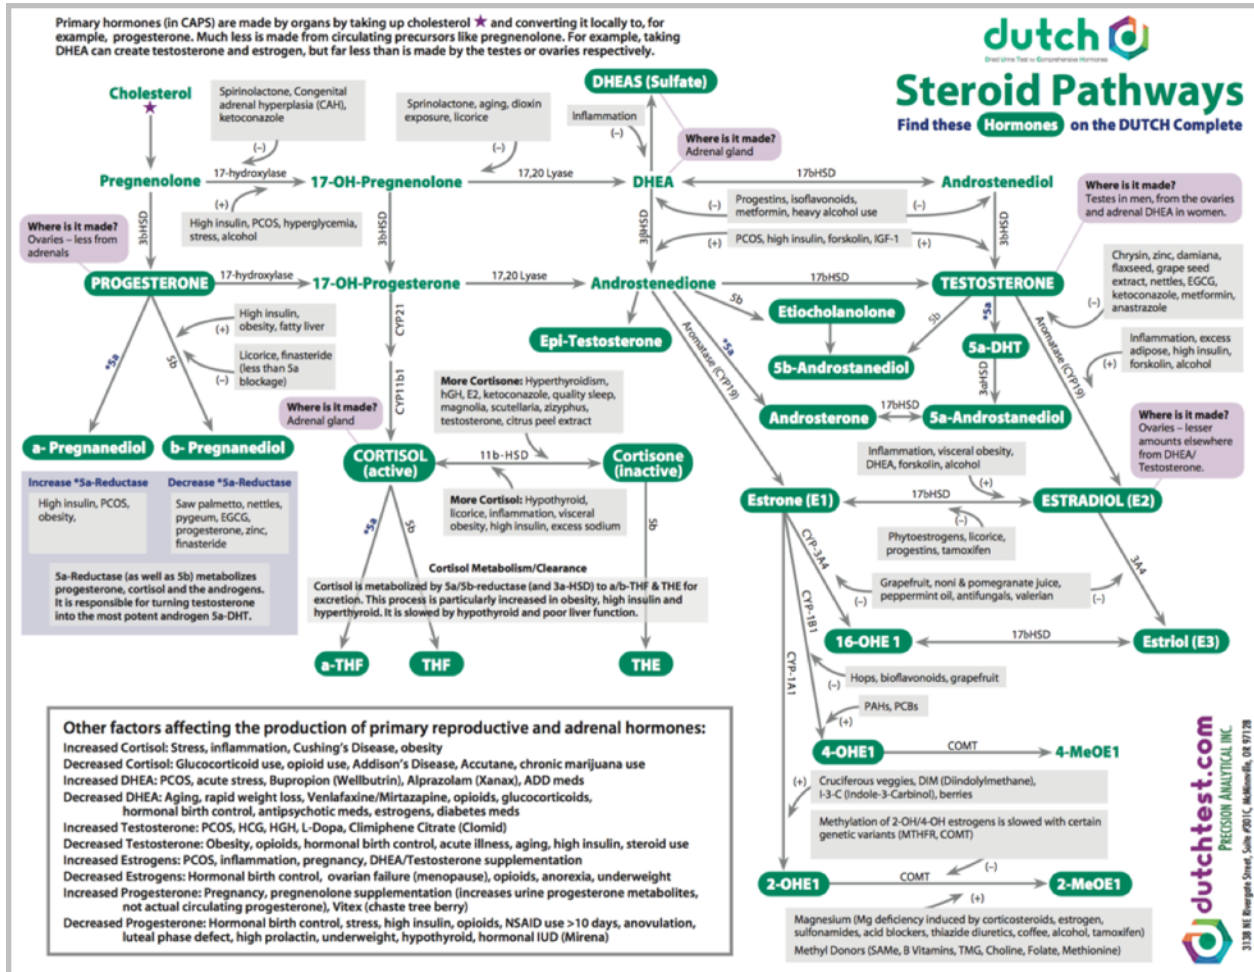 Primary hormones (in CAPS) are made by organs by taking up cholesterol ★ and converting it locally to, for
example, progesterone. Much less is made from circulating precursors like pregnenolone. For example, taking
DHEA can create testosterone and estrogen, but far less than is made by the testes or ovaries respectively.
dutch
Dried Urine Test for Comprehensive Hormones
Steroid Pathways
Find these Hormones on the DUTCH Complete
Cholesterol
Spirinolactone, Congenital
adrenal hyperplasia (CAH),
ketoconazole
(–)
Sprinolactone, aging, dioxin
exposure, licorice
(–)
DHEAS (Sulfate)
Inflammation
(–)
Where is it made?
Adrenal gland
Pregnenolone
17-hydroxylase
17-OH-Pregnenolone
17,20 Lyase
DHEA
17bHSD
Androstenediol
(+)
High insulin, PCOS, hyperglycemia,
stress, alcohol
(–)
Progestins, isoflavonoids,
metformin, heavy alcohol use
(–)
(+)
PCOS, high insulin, forskolin, IGF-1
(+)
Where is it made?
Testes in men, from the ovaries
and adrenal DHEA in women.
Where is it made?
Ovaries – less from
adrenals
3bHSD
3bHSD
3βHSD
3bHSD
PROGESTERONE
17-hydroxylase
17-OH-Progesterone
17,20 Lyase
Androstenedione
17bHSD
TESTOSTERONE
Chrysin, zinc, damiana,
flaxseed, grape seed
extract, nettles, EGCG,
ketoconazole, metformin,
anastrazole
(–)
Inflammation, excess
adipose, high insulin,
forskolin, alcohol
(+)
High insulin,
obesity, fatty liver
(+)
Licorice, finasteride
(less than 5a
blockage)
(–)
*5a
5b
CYP21
CYP11b1
Epi-Testosterone
5b
Etiocholanolone
5b
*5a
5a-DHT
5b-Androstanediol
*5a
Aromatase (CYP19)
3aHSD
Aromatase (CYP19)
Androsterone
17bHSD
5a-Androstanediol
a- Pregnanediol
b- Pregnanediol
Where is it made?
Adrenal gland
More Cortisone: Hyperthyroidism,
hGH, E2, ketoconazole, quality sleep,
magnolia, scutellaria, zizyphus,
testosterone, citrus peel extract
CORTISOL
(active)
11b-HSD
Cortisone
(inactive)
More Cortisol: Hypothyroid,
licorice, inflammation, visceral
obesity, high insulin, excess sodium
Where is it made?
Ovaries – lesser
amounts elsewhere
from DHEA/
Testosterone.
Inflammation, visceral obesity,
DHEA, forskolin, alcohol
(+)
Estrone (E1)
17bHSD
ESTRADIOL (E2)
(–)
Phytoestrogens, licorice,
progestins, tamoxifen
Increase *5a-Reductase
High insulin, PCOS,
obesity,
Decrease *5a-Reductase
Saw palmetto, nettles,
pygeum, EGCG,
progesterone, zinc,
finasteride
5a-Reductase (as well as 5b) metabolizes
progesterone, cortisol and the androgens.
It is responsible for turning testosterone
into the most potent androgen 5a-DHT.
*5a
5b
5b
Cortisol Metabolism/Clearance
Cortisol is metabolized by 5a/5b-reductase (and 3a-HSD) to a/b-THF & THE for
excretion. This process is particularly increased in obesity, high insulin and
hyperthyroid. It is slowed by hypothyroid and poor liver function.
a-THF
THF
THE
CYP-3A4
CYP-1B1
CYP-1A1
3A4
(–)
Grapefruit, noni & pomegranate juice,
peppermint oil, antifungals, valerian
(–)
16-OHE 1
17bHSD
Estriol (E3)
(–)
Hops, bioflavonoids, grapefruit
(+)
PAHs, PCBs
4-OHE1
COMT
4-MeOE1
(+)
Cruciferous veggies, DIM (Diindolylmethane),
I-3-C (Indole-3-Carbinol), berries
Methylation of 2-OH/4-OH estrogens is slowed with certain
genetic variants (MTHFR, COMT)
(–)
2-OHE1
COMT
2-MeOE1
(+)
Magnesium (Mg deficiency induced by corticosteroids, estrogen,
sulfonamides, acid blockers, thiazide diuretics, coffee, alcohol, tamoxifen)
Methyl Donors (SAMe, B Vitamins, TMG, Choline, Folate, Methionine)
Other factors affecting the production of primary reproductive and adrenal hormones:
Increased Cortisol: Stress, inflammation, Cushing's Disease, obesity
Decreased Cortisol: Glucocorticoid use, opioid use, Addison's Disease, Accutane, chronic marijuana use
Increased DHEA: PCOS, acute stress, Bupropion (Wellbutrin), Alprazolam (Xanax), ADD meds
Decreased DHEA: Aging, rapid weight loss, Venlafaxine/Mirtazapine, opioids, glucocorticoids,
hormonal birth control, antipsychotic meds, estrogens, diabetes meds
Increased Testosterone: PCOS, HCG, HGH, L-Dopa, Climiphene Citrate (Clomid)
Decreased Testosterone: Obesity, opioids, hormonal birth control, acute illness, aging, high insulin, steroid use
Increased Estrogens: PCOS, inflammation, pregnancy, DHEA/Testosterone supplementation
Decreased Estrogens: Hormonal birth control, ovarian failure (menopause), opioids, anorexia, underweight
Increased Progesterone: Pregnancy, pregnenolone supplementation (increases urine progesterone metabolites,
not actual circulating progesterone), Vitex (chaste tree berry)
Decreased Progesterone: Hormonal birth control, stress, high insulin, opioids, NSAID use >10 days, anovulation,
luteal phase defect, high prolactin, underweight, hypothyroid, hormonal IUD (Mirena)
dutchtest.com
PRECISION ANALYTICAL INC.
3138 NE Rivergate Street, Suite #301C, McMinnville, OR 97128